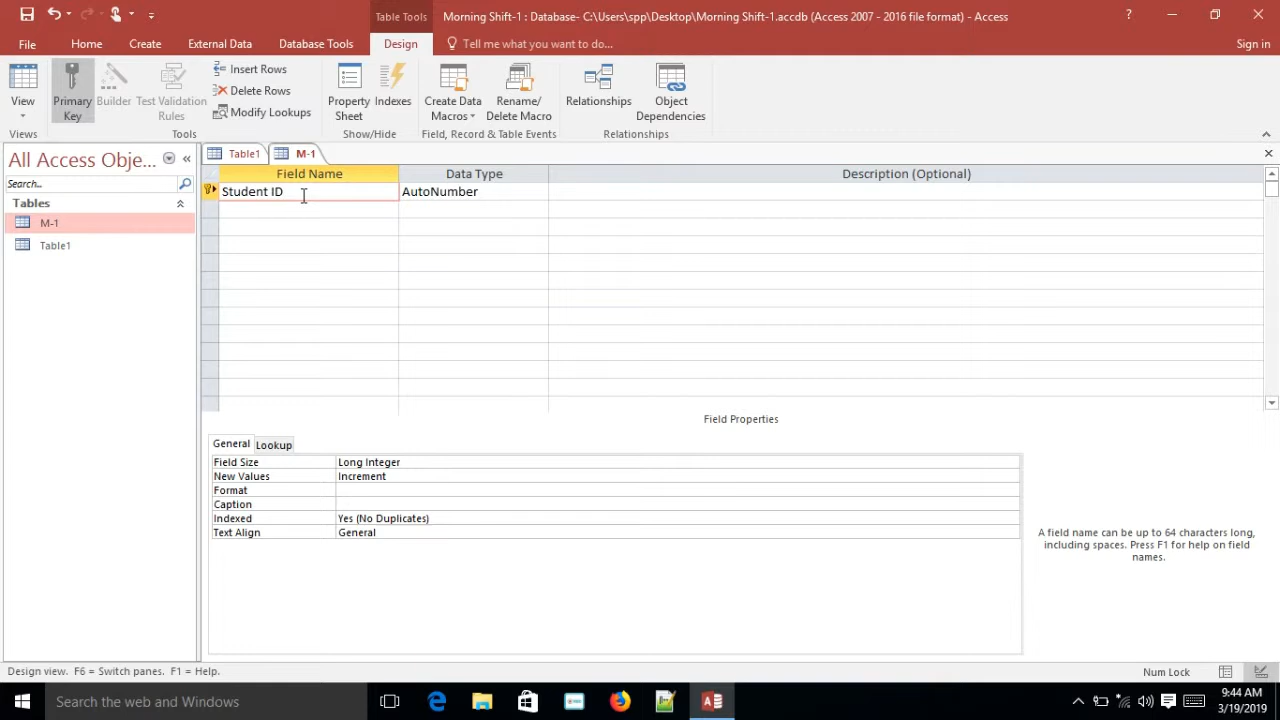 Table Tools
Morning Shift-1 : Database- C:\Users\spp\Desktop\Morning Shift-1.accdb (Access 2007 - 2016 file format) - Access
?
File
Home
Create
External Data
Database Tools
Design
Tell me what you want to do...
Sign in
View
Primary
Key
Builder
Test Validation
Rules
Insert Rows
Delete Rows
Modify Lookups
Property
Sheet
Indexes
Create Data
Macros
Rename/
Delete Macro
Relationships
Object
Dependencies
Views
Tools
Show/Hide
Field, Record & Table Events
Relationships
All Access Obje...
Search...
Tables
M-1
Table1
Table1
M-1
Field Name
Data Type
Description (Optional)
Student ID
AutoNumber
Field Properties
General
Lookup
Field Size
Long Integer
New Values
Increment
Format
Caption
Indexed
Yes (No Duplicates)
Text Align
General
A field name can be up to 64 characters long,
including spaces. Press F1 for help on field
names.
Design view. F6 = Switch panes. F1 = Help.
Num Lock
Search the web and Windows
9:44 AM
3/19/2019